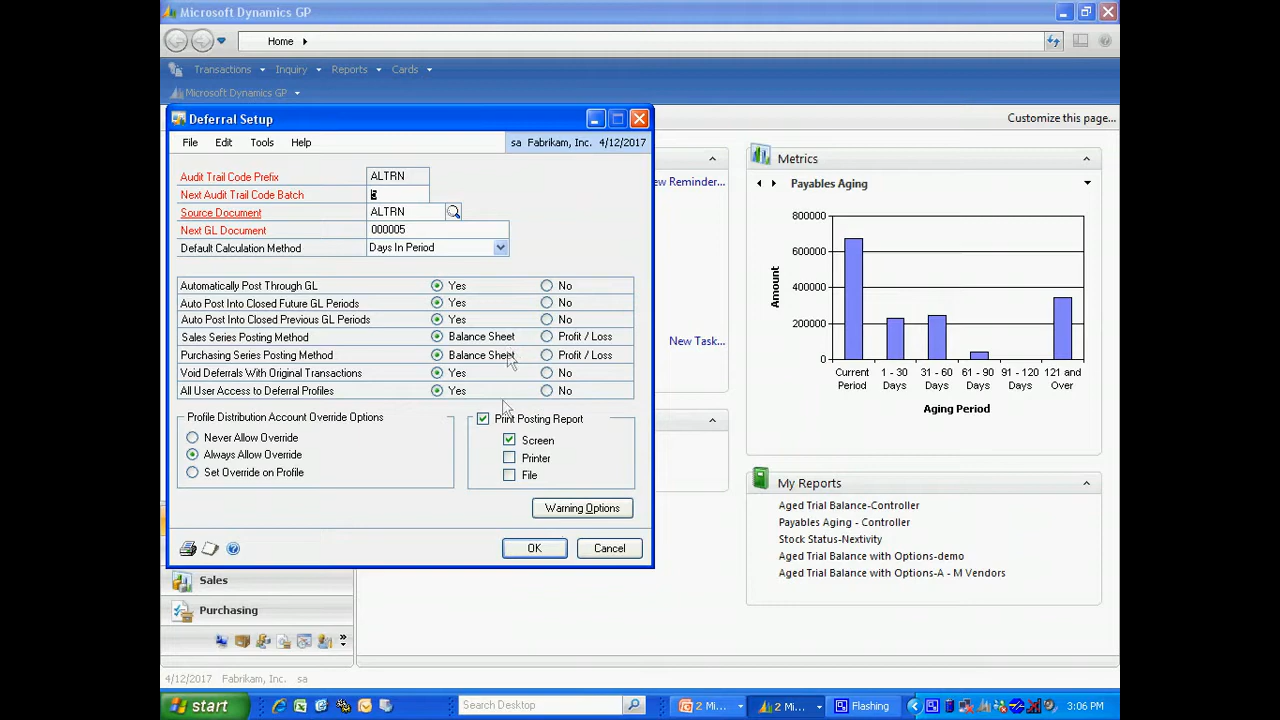 Microsoft Dynamics GP
Home
Transactions Inquiry Reports Cards
Microsoft Dynamics GP
Customize this page...
Deferral Setup
File Edit Tools Help
sa Fabrikam, Inc. 4/12/2017
Audit Trail Code Prefix ALTRN
Next Audit Trail Code Batch
Source Document ALTRN
Next GL Document 000005
Default Calculation Method Days In Period
Automatically Post Through GL Yes No
Auto Post Into Closed Future GL Periods Yes No
Auto Post Into Closed Previous GL Periods Yes No
Sales Series Posting Method Balance Sheet Profit / Loss
Purchasing Series Posting Method Balance Sheet Profit / Loss
Void Deferrals With Original Transactions Yes No
All User Access to Deferral Profiles Yes No
Profile Distribution Account Override Options
Never Allow Override
Always Allow Override
Set Override on Profile
Print Posting Report
Screen
Printer
File
Warning Options
OK Cancel
Reminder...
New Task...
Metrics
Payables Aging
800000
600000
400000
200000
0
Amount
Current Period
1 - 30 Days
31 - 60 Days
61 - 90 Days
91 - 120 Days
121 and Over
Aging Period
My Reports
Aged Trial Balance-Controller
Payables Aging - Controller
Stock Status-Nextivity
Aged Trial Balance with Options-demo
Aged Trial Balance with Options-A - M Vendors
Sales
Purchasing
4/12/2017 Fabrikam, Inc. sa
start
Search Desktop
2 Mi...
2 Mi...
Flashing
3:06 PM